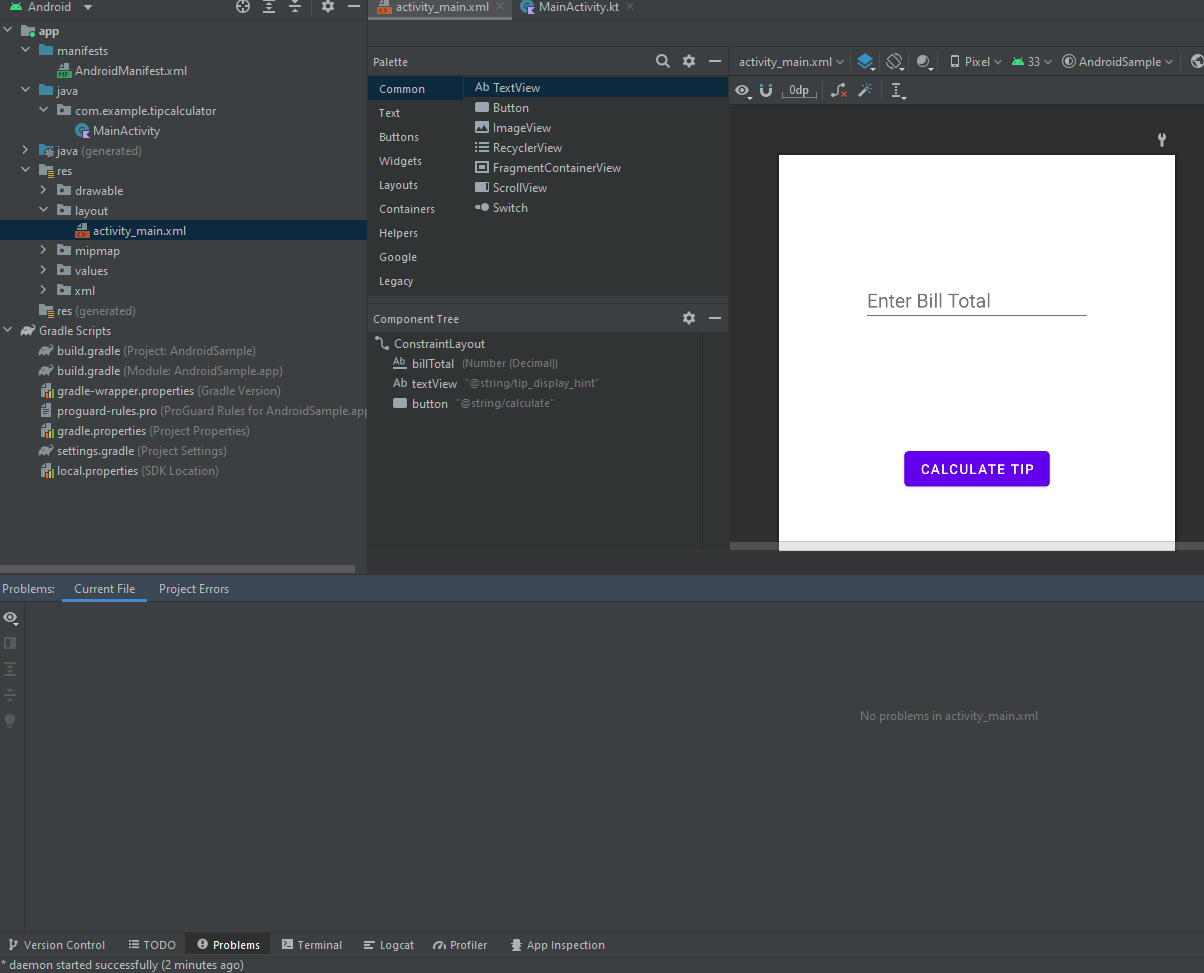 Android
app
manifests
AndroidManifest.xml
java
com.example.tipcalculator
MainActivity
java (generated)
res
drawable
layout
activity_main.xml
mipmap
values
xml
res (generated)
Gradle Scripts
build.gradle (Project: AndroidSample)
build.gradle (Module: AndroidSample.app)
gradle-wrapper.properties (Gradle Version)
proguard-rules.pro (ProGuard Rules for AndroidSample.app
gradle.properties (Project Properties)
settings.gradle (Project Settings)
local.properties (SDK Location)
activity_main.xml MainActivity.kt
Palette
Common
Text
Buttons
Widgets
Layouts
Containers
Helpers
Google
Legacy
Ab TextView
Button
ImageView
RecyclerView
FragmentContainerView
ScrollView
Switch
Component Tree
ConstraintLayout
Ab billTotal (Number (Decimal))
Ab textView "@string/tip_display_hint"
button "@string/calculate"
activity_main.xml Pixel 33 AndroidSample
0dp
Enter Bill Total
CALCULATE TIP
Problems: Current File Project Errors
No problems in activity_main.xml
Version Control TODO Problems Terminal Logcat Profiler App Inspection
* daemon started successfully (2 minutes ago)